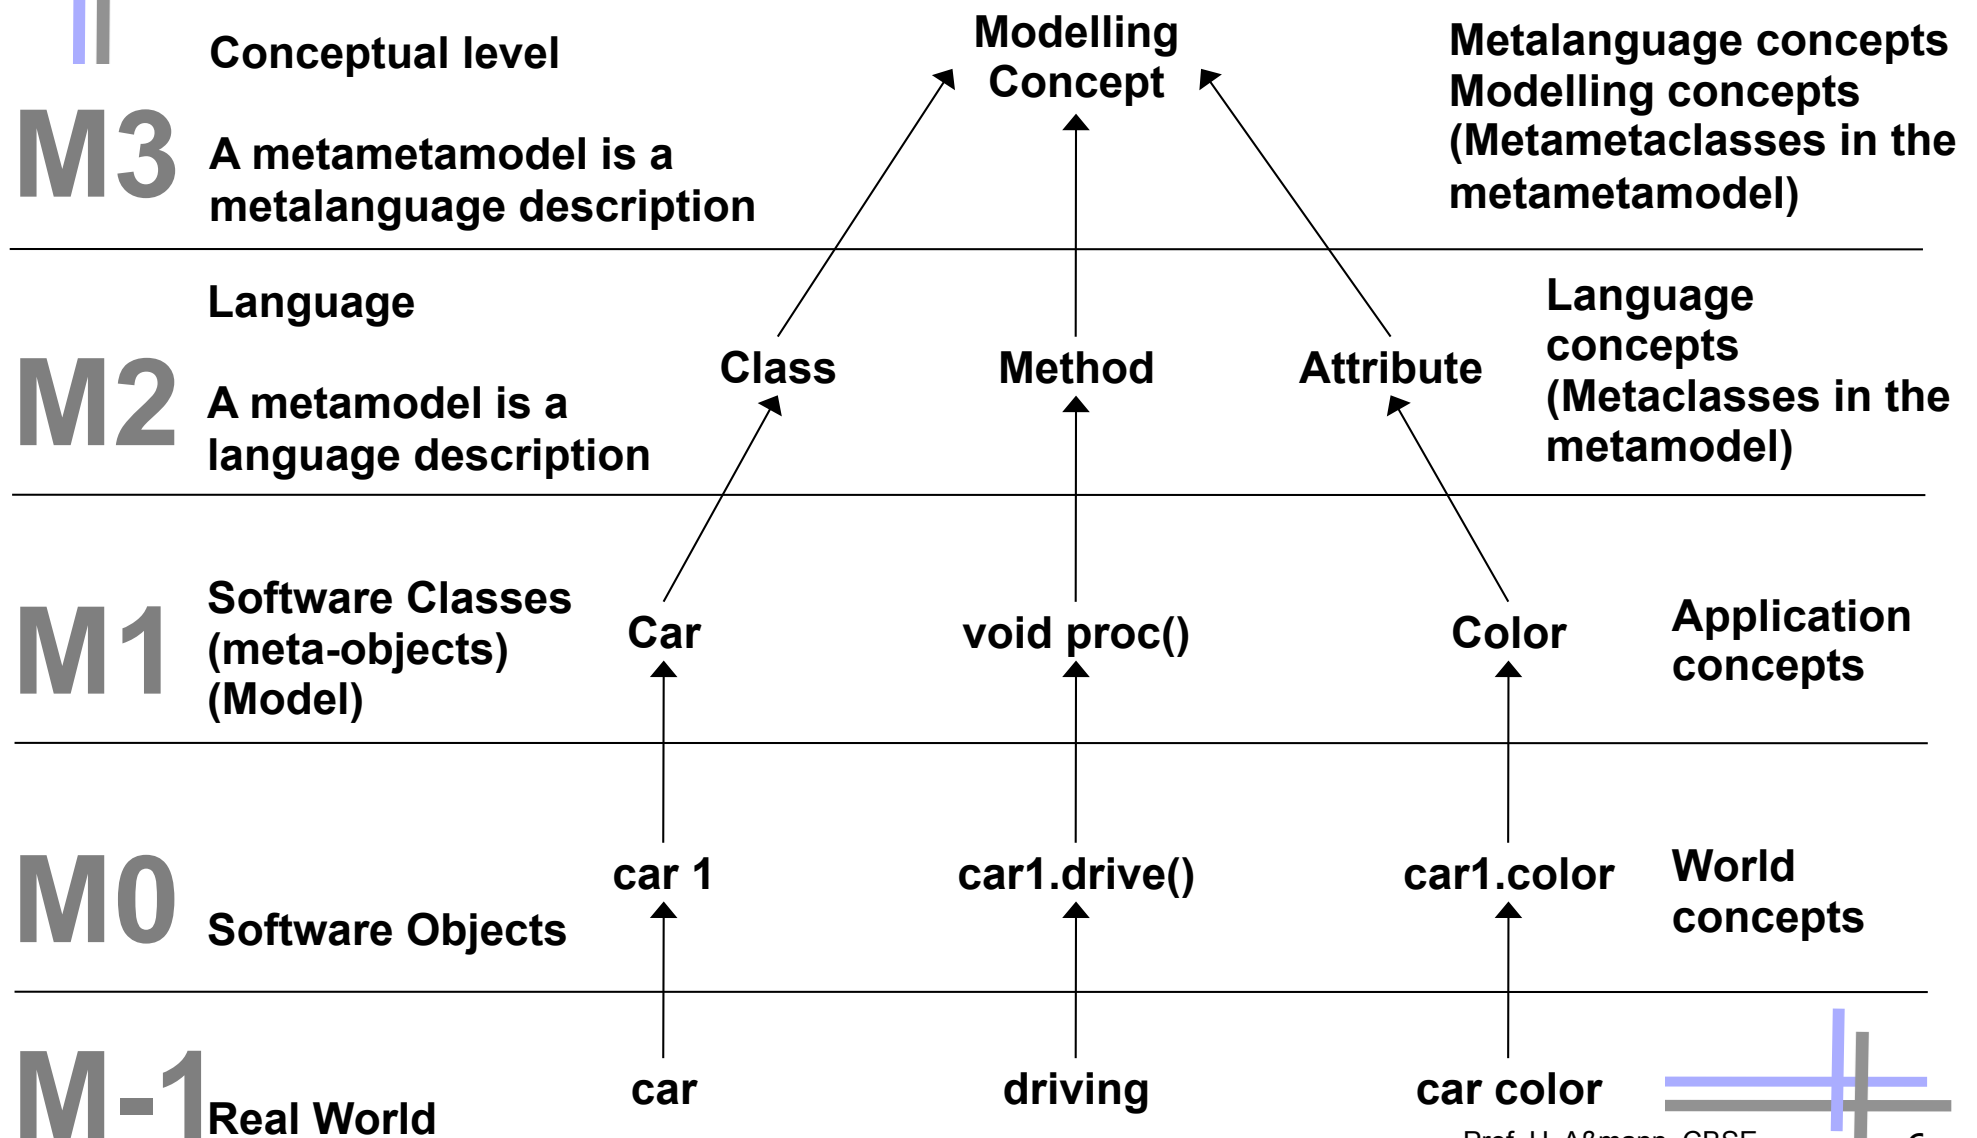 Conceptual level
Modelling
Concept
Metalanguage concepts
Modelling concepts
(Metametaclasses in the
metametamodel)
M3
A metametamodel is a
metalanguage description
Language
Class
Method
Attribute
Language
concepts
(Metaclasses in the
metamodel)
M2
A metamodel is a
language description
M1
Software Classes
(meta-objects)
(Model)
Car
void proc()
Color
Application
concepts
M0
Software Objects
car 1
car1.drive()
car1.color
World
concepts
M-1
Real World
car
driving
car color
Prof. U. Aßmann, CBSE